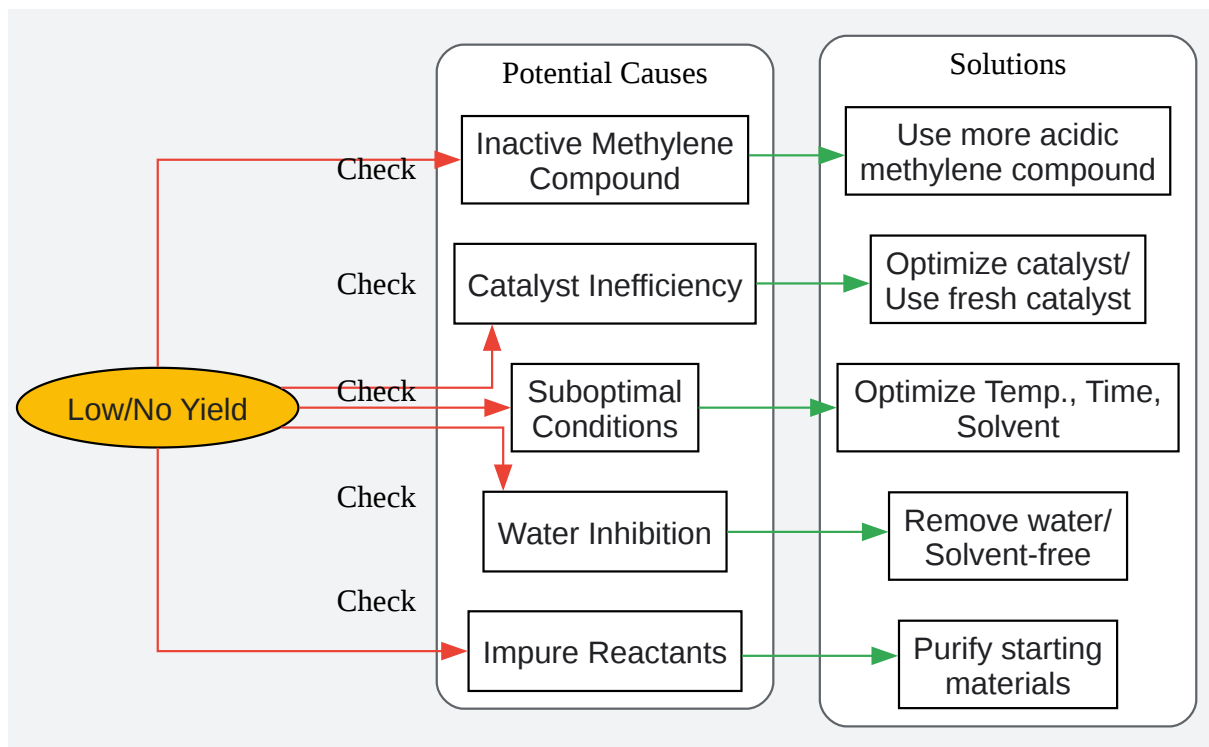 Potential Causes
Solutions
Check
Inactive Methylene
Compound
Use more acidic
methylene compound
Check
Catalyst Inefficiency
Optimize catalyst/
Use fresh catalyst
Low/No Yield
Check
Suboptimal
Conditions
Optimize Temp., Time,
Solvent
Check
Water Inhibition
Remove water/
Solvent-free
Check
Impure Reactants
Purify starting
materials